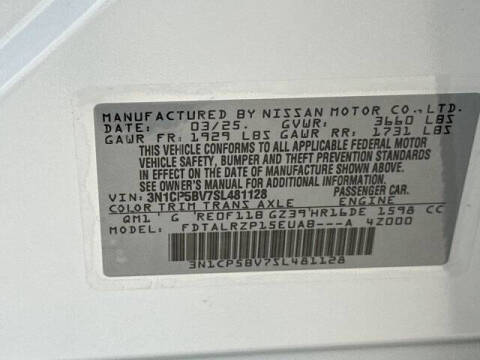 MANUFACTURED BY NISSAN MOTOR CO., LTD.
DATE: 03/25. GVWR: 3660 LBS
GAWR FR: 1929 LBS GAWR RR: 1731 LBS
THIS VEHICLE CONFORMS TO ALL APPLICABLE FEDERAL MOTOR
VEHICLE SAFETY, BUMPER AND THEFT PREVENTION STANDARDS
IN EFFECT ON THE DATE OF MANUFACTURE SHOWN ABOVE.
SEE OWNER'S MANUAL FOR ADDITIONAL INFORMATION.
VIN: 3N1CP5BV7SL481128 PASSENGER CAR.
COLOR TRIM TRANS AXLE ENGINE
QM1 G RE0F11B GZ39 HR16DE 1598 CC
MODEL: FDTALRZP15EUAB---A 4Z000
3N1CP5BV7SL481128